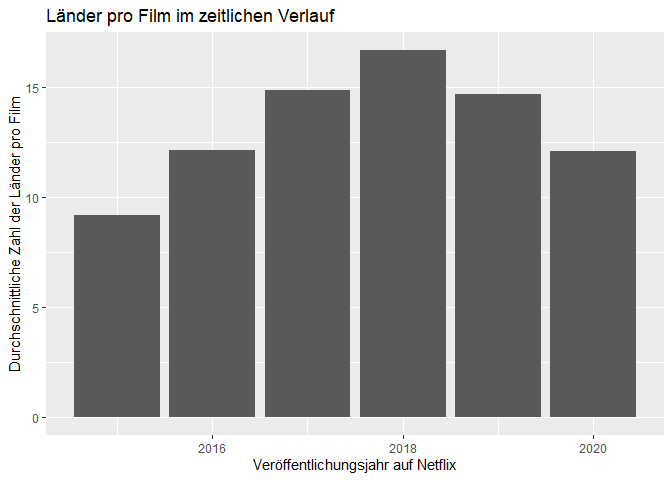 Länder pro Film im zeitlichen Verlauf
Durchschnittliche Zahl der Länder pro Film
15
10
5
0
2016 2018 2020
Veröffentlichungsjahr auf Netflix